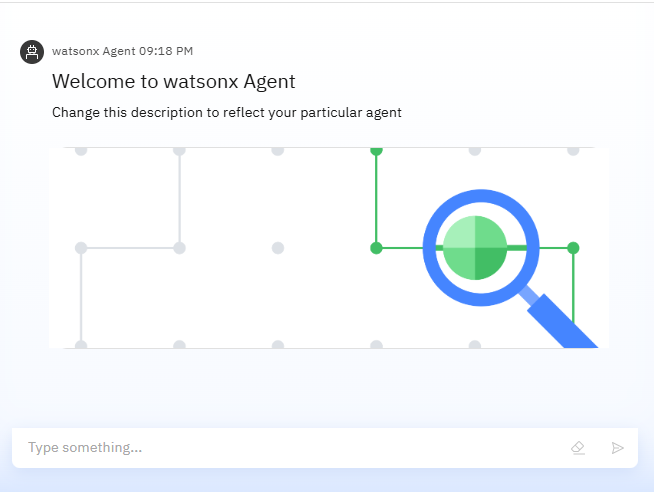 watsonx Agent 09:18 PM
Welcome to watsonx Agent
Change this description to reflect your particular agent
Type something...